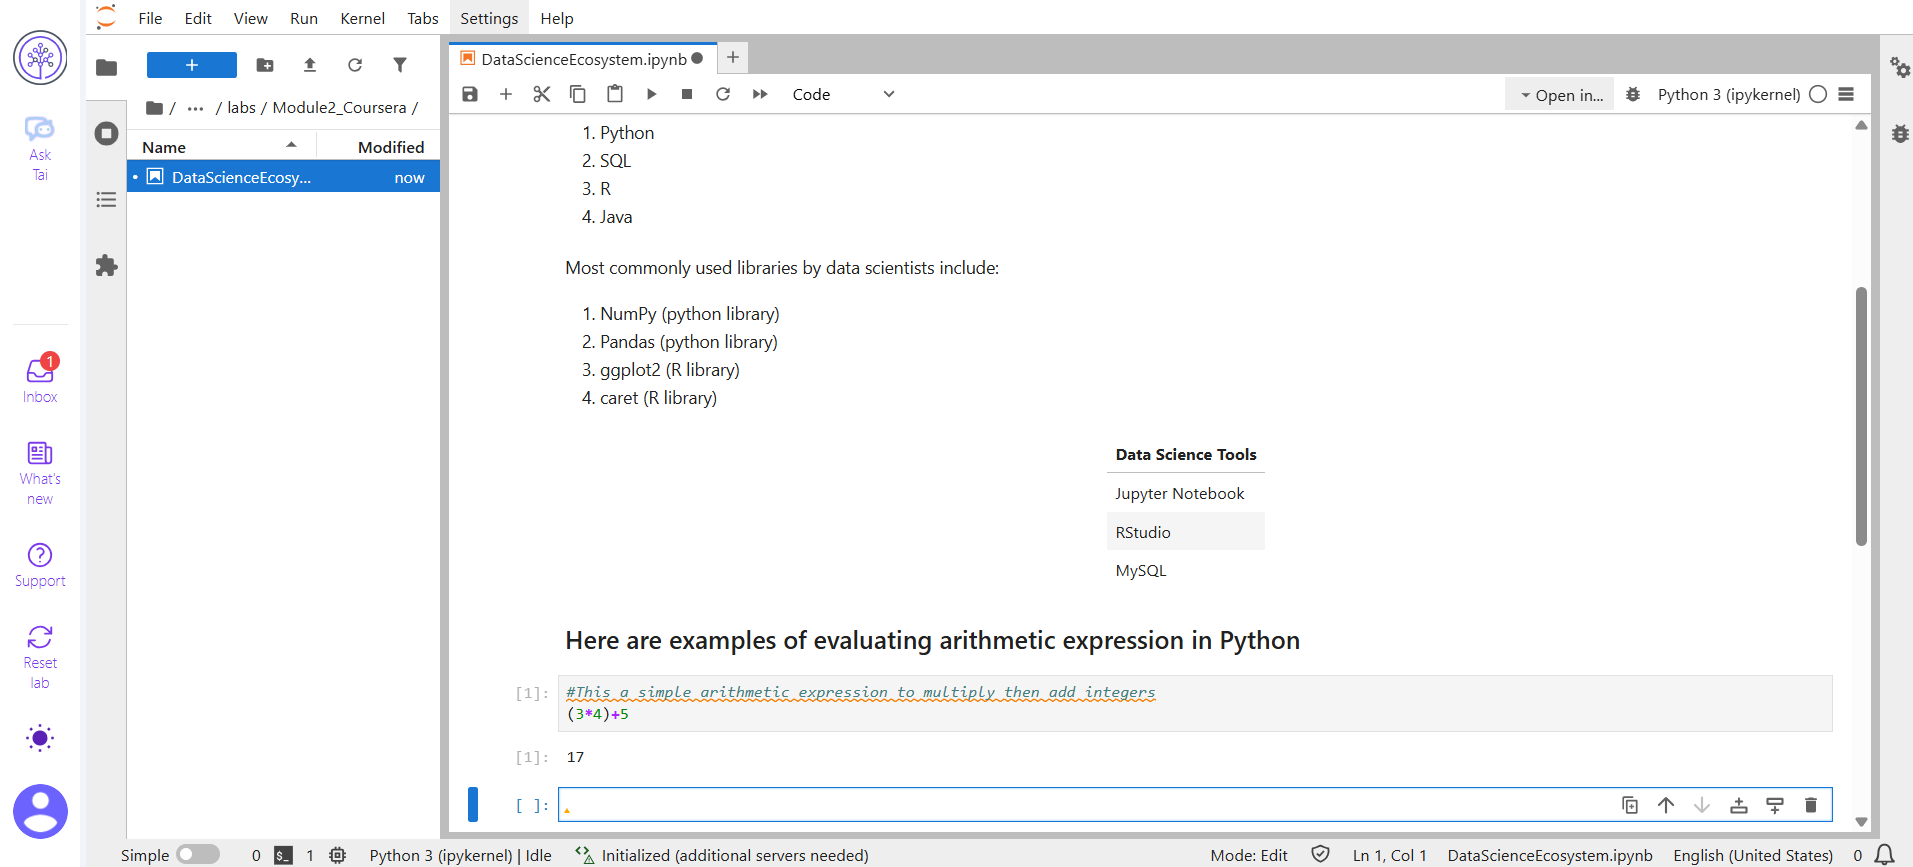 File Edit View Run Kernel Tabs Settings Help
Ask
Tai
1
Inbox
What's
new
Support
Reset
lab
/ ··· / labs / Module2_Coursera /
Name Modified
DataScienceEcosy... now
DataScienceEcosystem.ipynb
Code
Open in... Python 3 (ipykernel)
1. Python
2. SQL
3. R
4. Java
Most commonly used libraries by data scientists include:
1. NumPy (python library)
2. Pandas (python library)
3. ggplot2 (R library)
4. caret (R library)
Data Science Tools
Jupyter Notebook
RStudio
MySQL
Here are examples of evaluating arithmetic expression in Python
[1]: #This a simple arithmetic expression to multiply then add integers
(3*4)+5
[1]: 17
[ ]:
Simple 0 $_ 1 Python 3 (ipykernel) | Idle Initialized (additional servers needed) Mode: Edit Ln 1, Col 1 DataScienceEcosystem.ipynb English (United States) 0